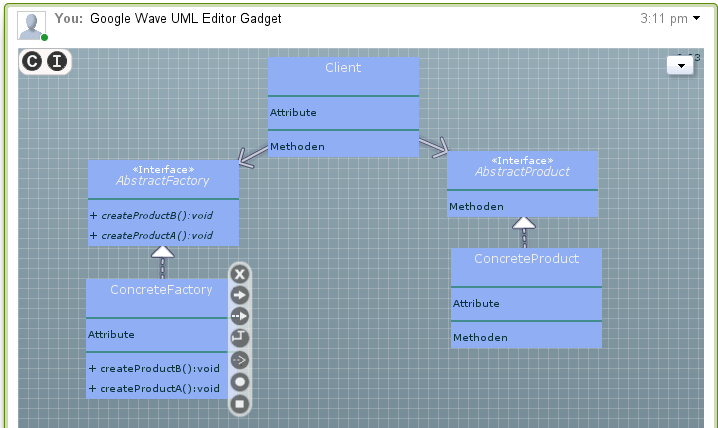 You: Google Wave UML Editor Gadget
3:11 pm
C I
Client
Attribute
Methoden
«Interface»
AbstractFactory
+ createProductB():void
+ createProductA():void
«Interface»
AbstractProduct
Methoden
ConcreteFactory
Attribute
+ createProductB():void
+ createProductA():void
ConcreteProduct
Attribute
Methoden